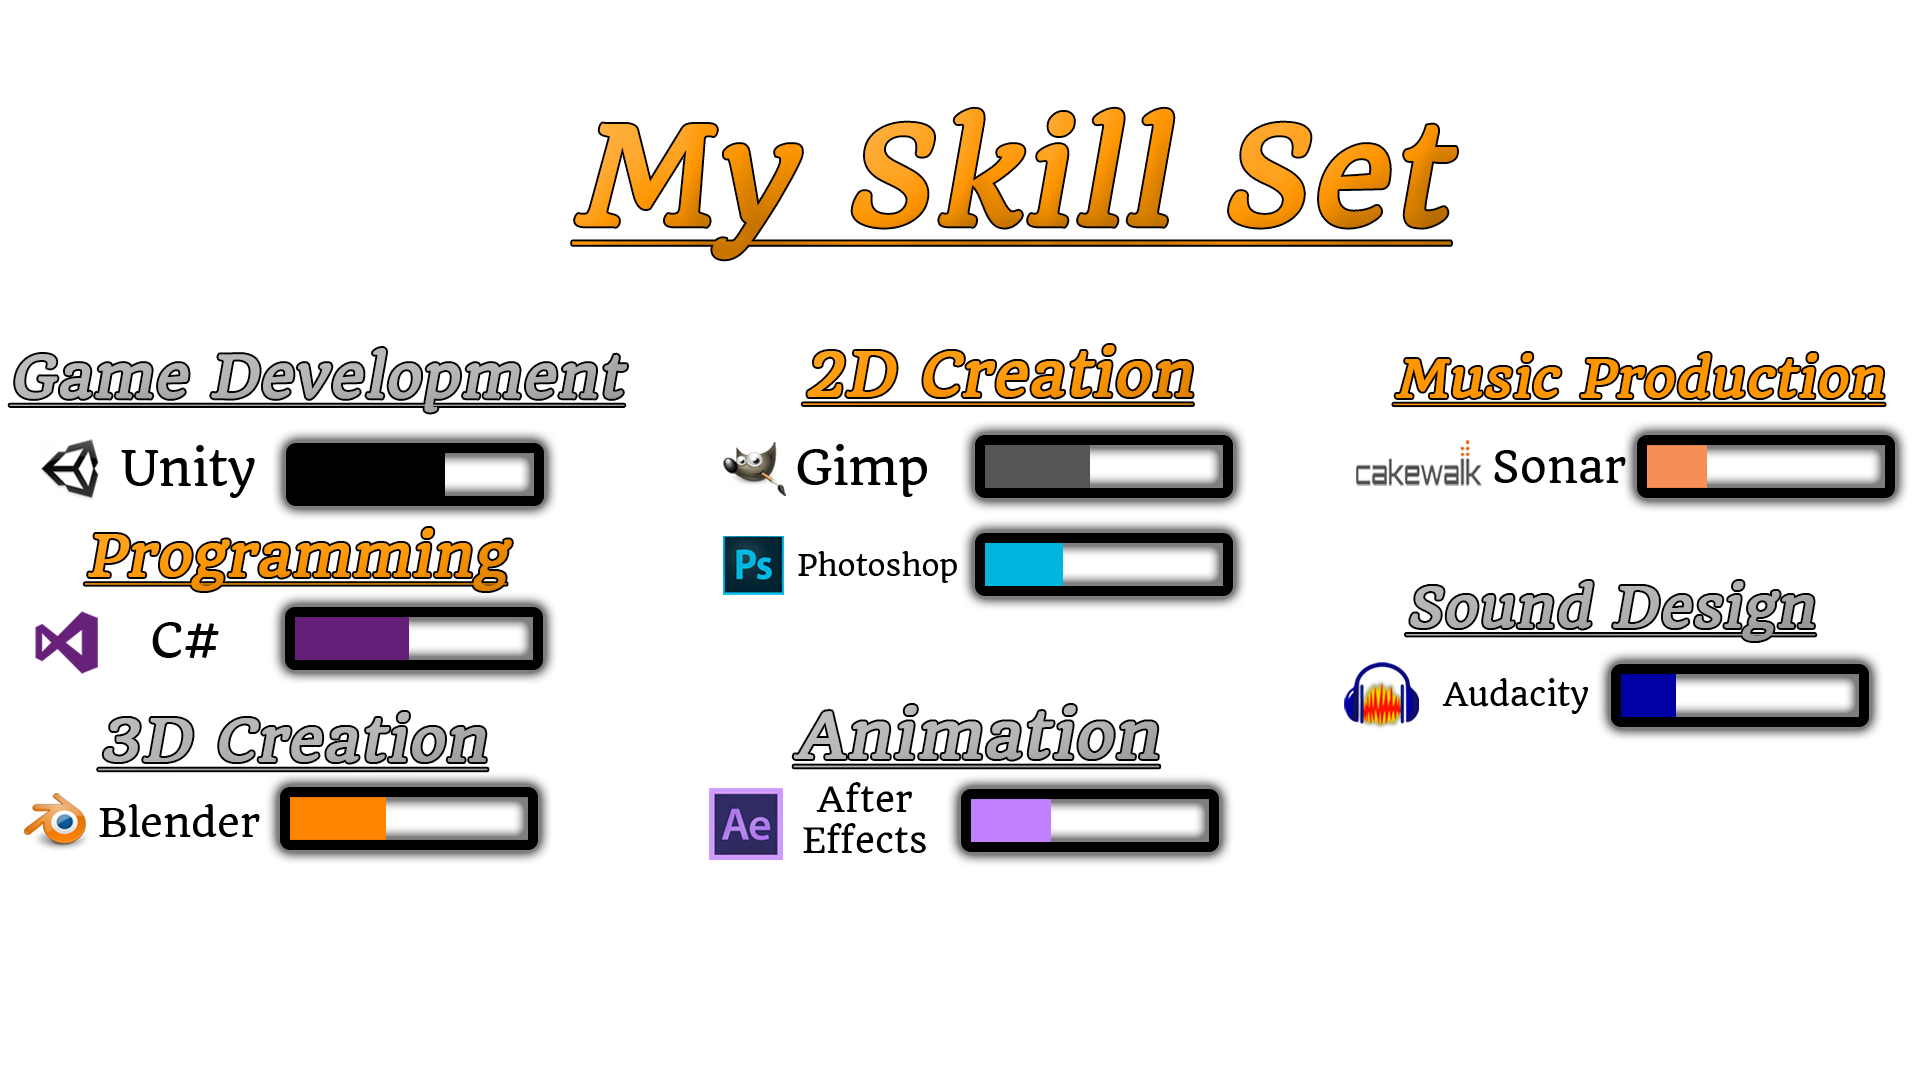 My Skill Set
Game Development
Unity
Programming
C#
3D Creation
Blender
2D Creation
Gimp
Ps Photoshop
Animation
Ae After
Effects
Music Production
cakewalk Sonar
Sound Design
Audacity